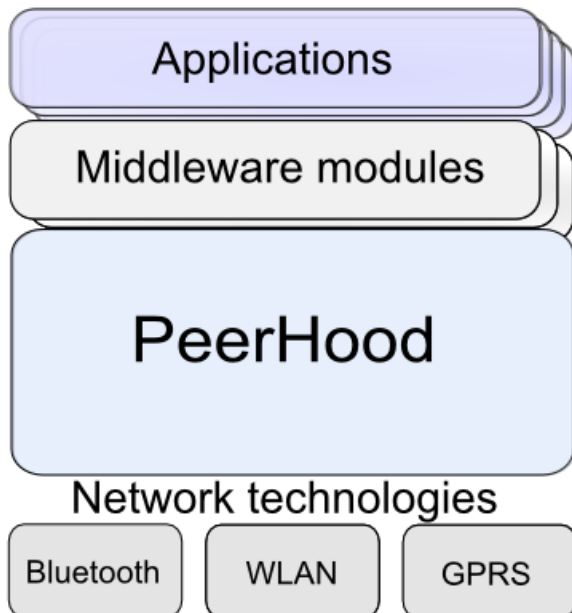 Applications
Middleware modules
PeerHood
Network technologies
Bluetooth WLAN GPRS